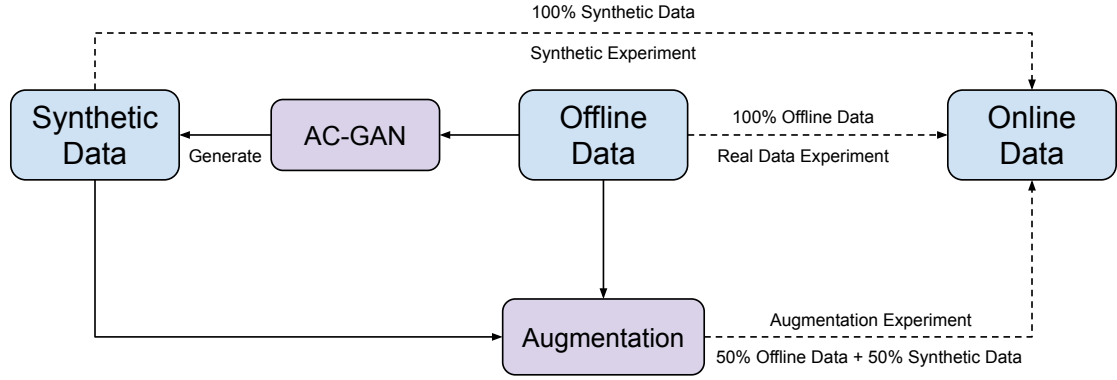 100% Synthetic Data
Synthetic Experiment
Synthetic
Data
Generate
AC-GAN
Offline
Data
100% Offline Data
Real Data Experiment
Online
Data
Augmentation
Augmentation Experiment
50% Offline Data + 50% Synthetic Data